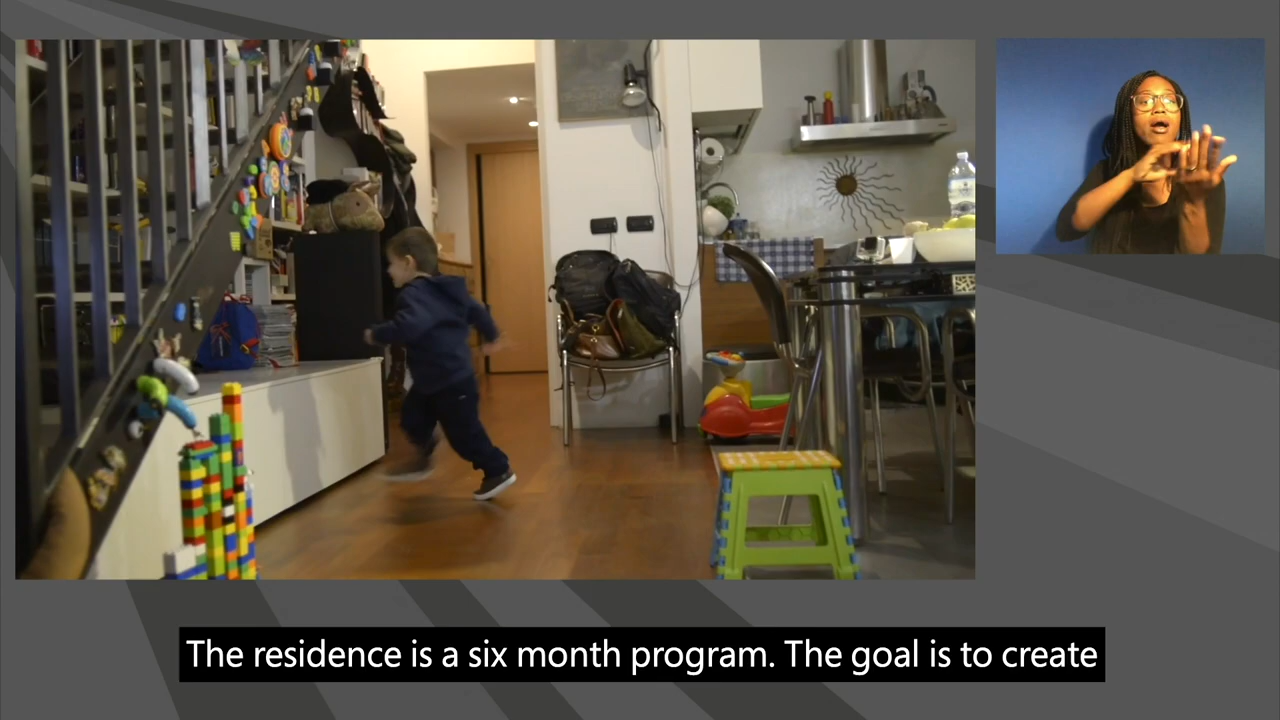 The residence is a six month program. The goal is to create